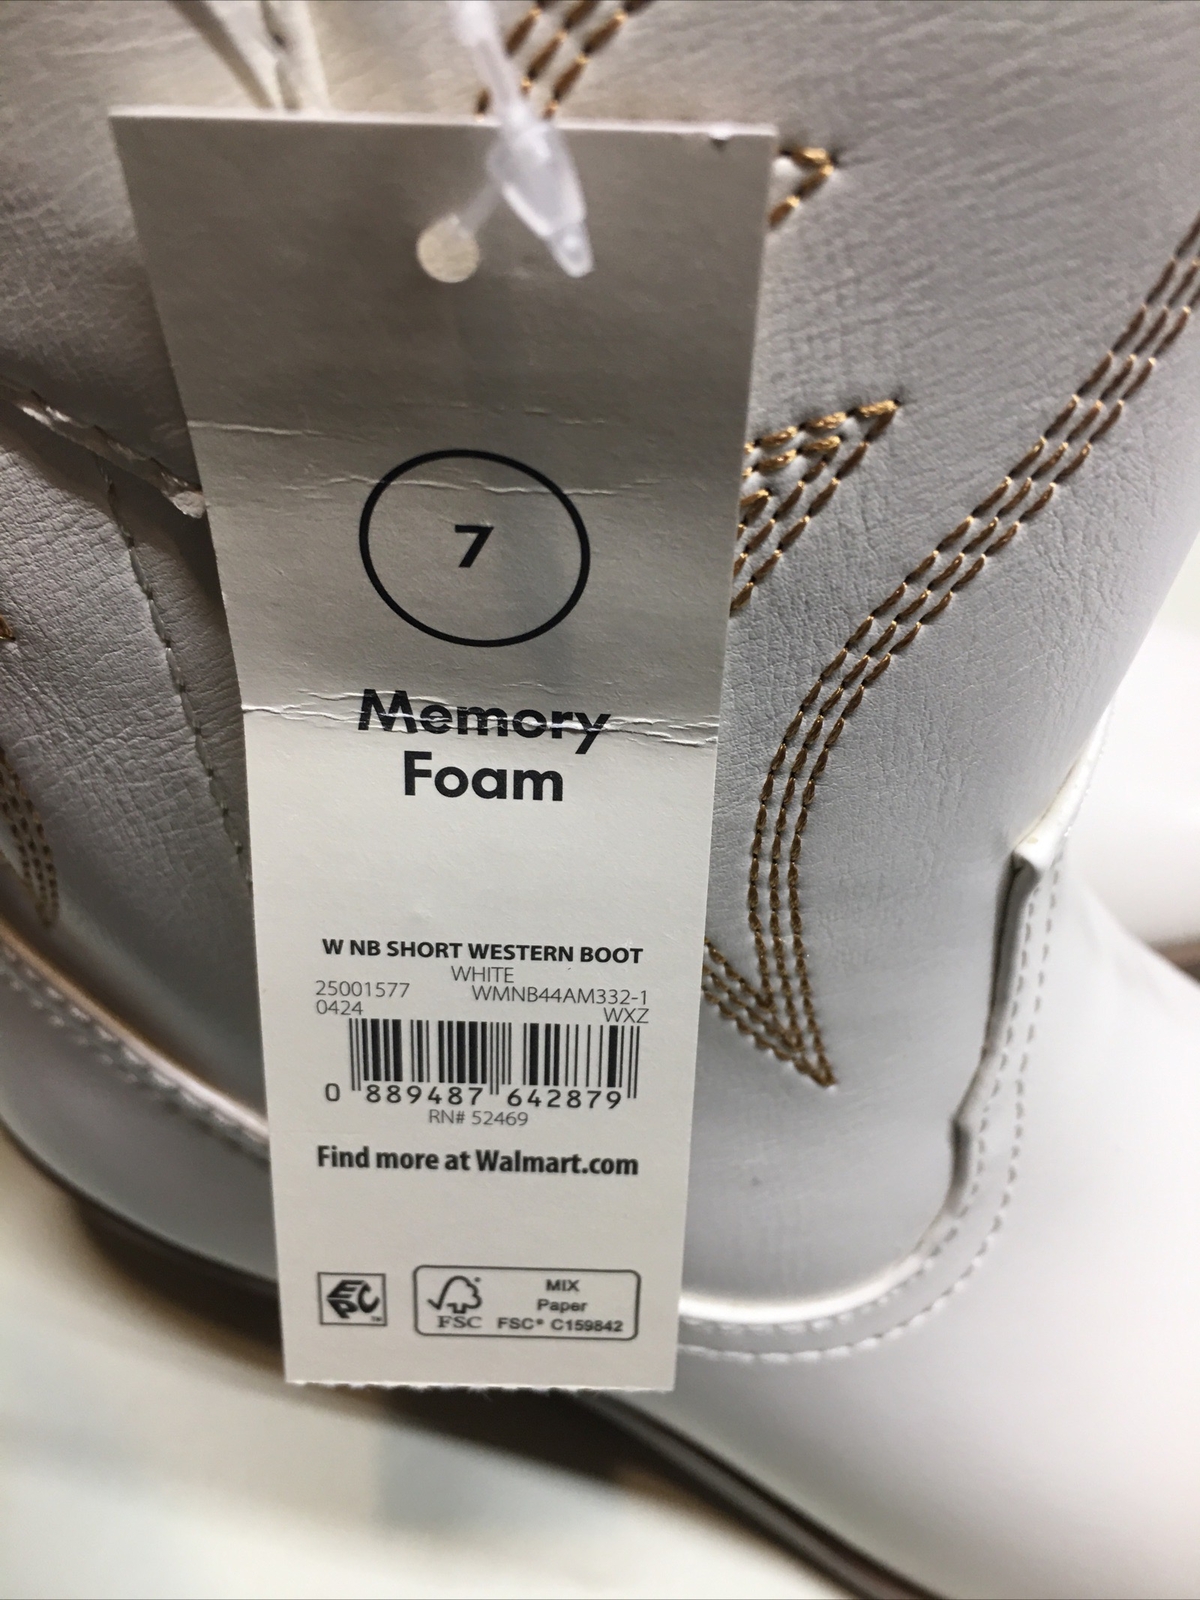 7
Memory
Foam
W NB SHORT WESTERN BOOT
WHITE
25001577 WMNB44AM332-1
0424 WXZ
0 889487 642879
RN# 52469
Find more at Walmart.com
EPC™
FSC
MIX
Paper
FSC® C159842